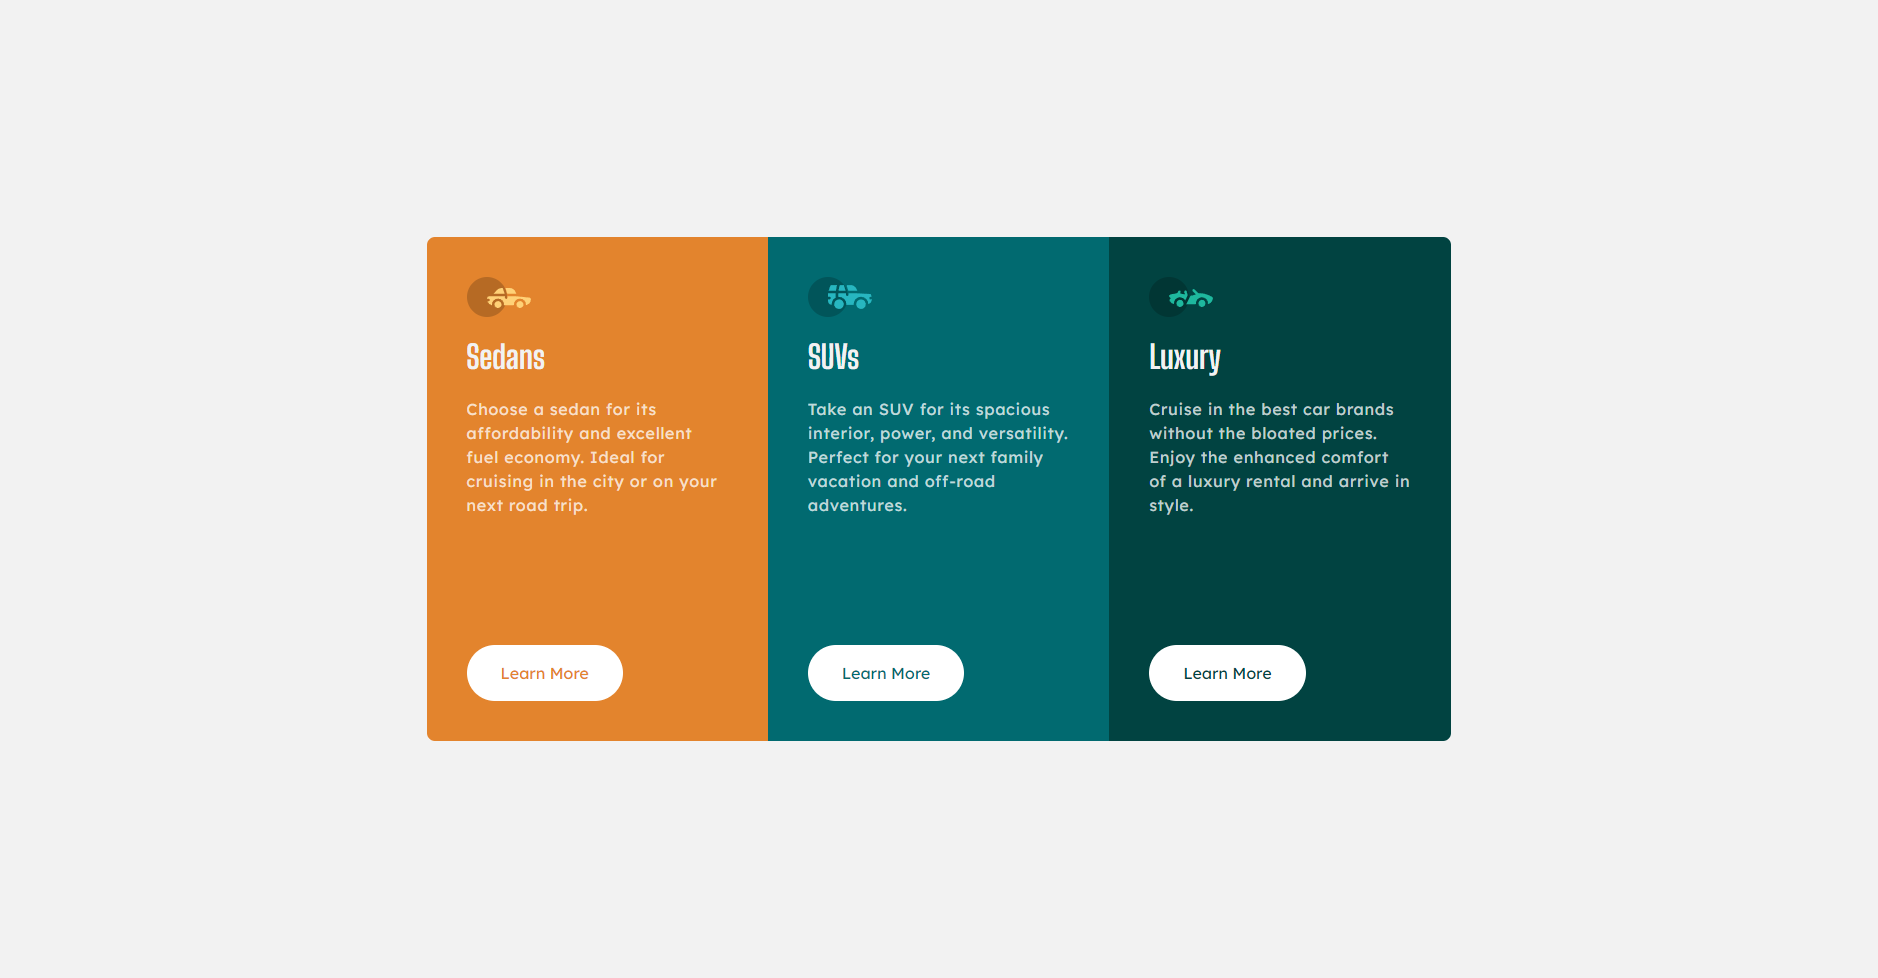 Sedans
Choose a sedan for its
affordability and excellent
fuel economy. Ideal for
cruising in the city or on your
next road trip.
Learn More
SUVs
Take an SUV for its spacious
interior, power, and versatility.
Perfect for your next family
vacation and off-road
adventures.
Learn More
Luxury
Cruise in the best car brands
without the bloated prices.
Enjoy the enhanced comfort
of a luxury rental and arrive in
style.
Learn More